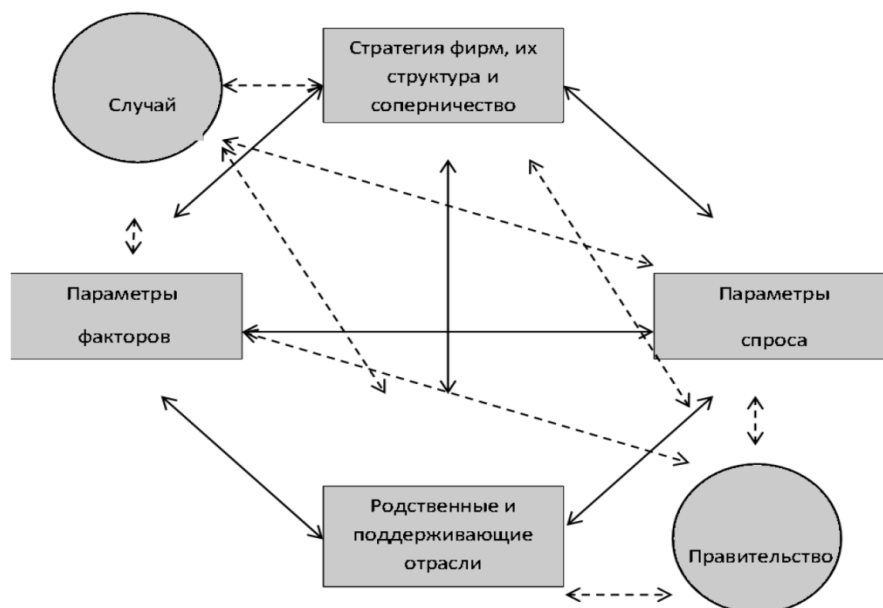 Случай
Стратегия фирм, их
структура и
соперничество
Параметры
факторов
Параметры
спроса
Родственные и
поддерживающие
отрасли
Правительство